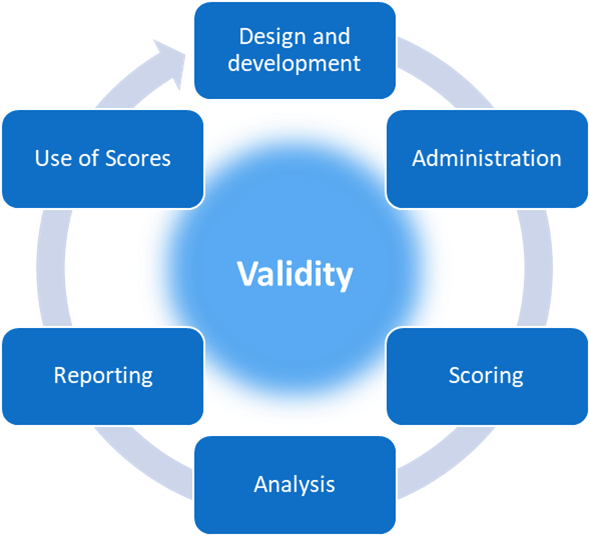 Design and
development
Administration
Scoring
Analysis
Reporting
Use of Scores
Validity